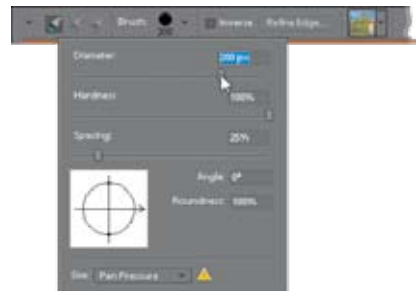 Brush: 200 Inverse Refine Edge...
Diameter: 200 px
Hardness: 100%
Spacing: 25%
Angle: 0°
Roundness: 100%
Size: Pen Pressure